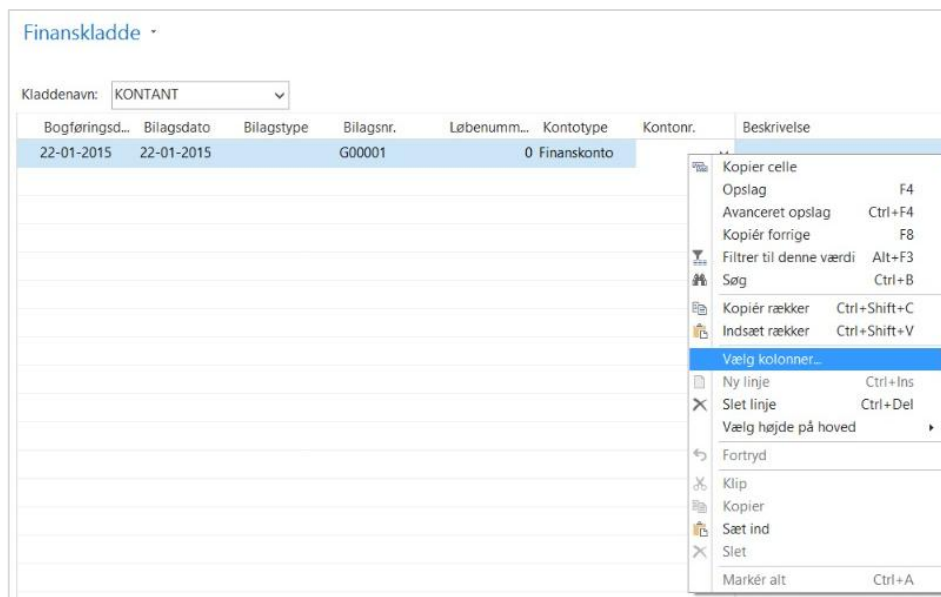 Finanskladde
Kladdenavn: KONTANT
Bogføringsd... Bilagsdato Bilagstype Bilagsnr. Løbenumm... Kontotype Kontonr. Beskrivelse
22-01-2015 22-01-2015 G00001 0 Finanskonto
Kopier celle
Opslag F4
Avanceret opslag Ctrl+F4
Kopiér forrige F8
Filtrer til denne værdi Alt+F3
Søg Ctrl+B
Kopiér rækker Ctrl+Shift+C
Indsæt rækker Ctrl+Shift+V
Vælg kolonner...
Ny linje Ctrl+Ins
Slet linje Ctrl+Del
Vælg højde på hoved
Fortryd
Klip
Kopier
Sæt ind
Slet
Markér alt Ctrl+A